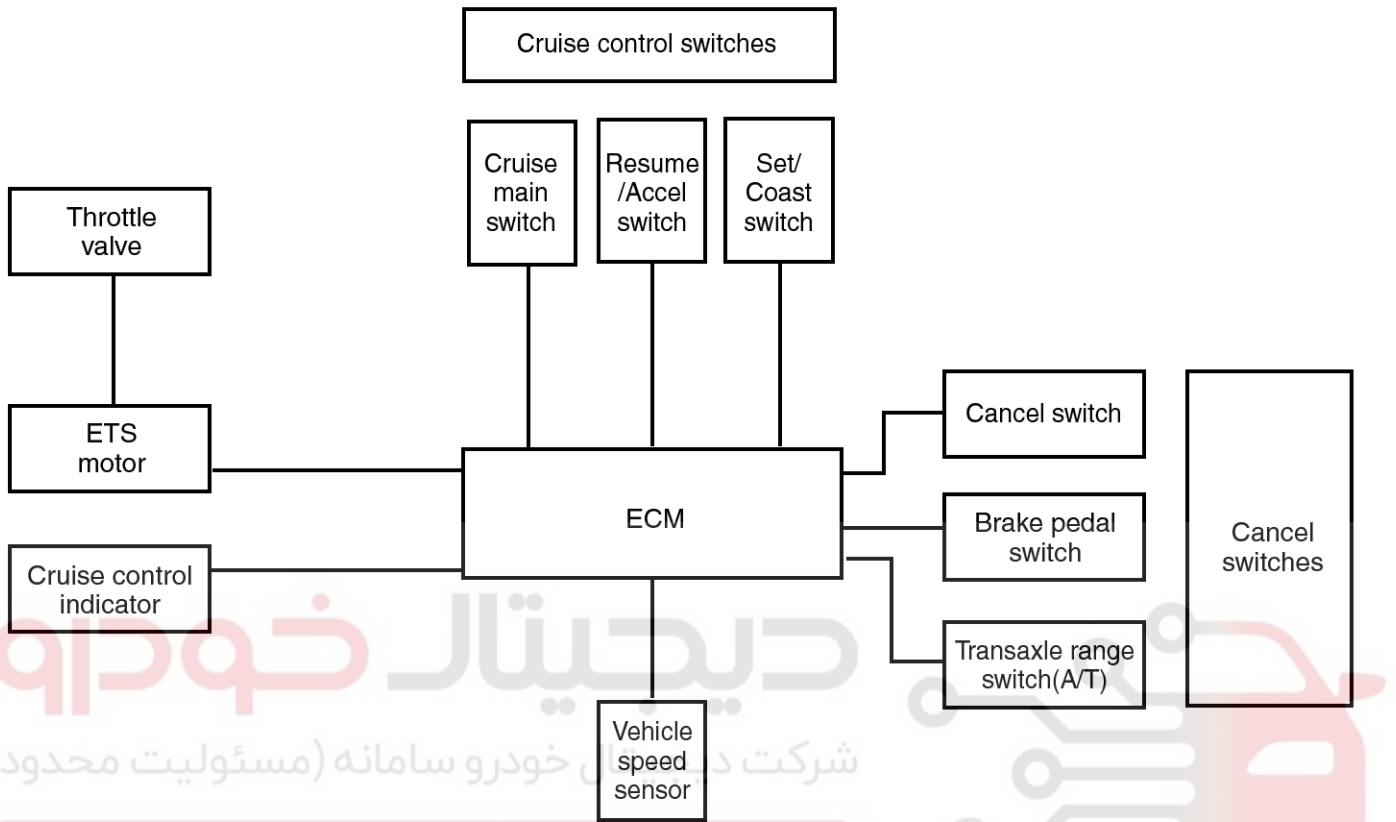 Cruise control switches
Cruise
main
switch
Resume
/Accel
switch
Set/
Coast
switch
Throttle
valve
ETS
motor
Cruise control
indicator
ECM
Cancel switch
Brake pedal
switch
Transaxle range
switch(A/T)
Cancel
switches
Vehicle
speed
sensor
دیجیتال خودرو
شرکت دیجیتال خودرو سامانه (مسئولیت محدود